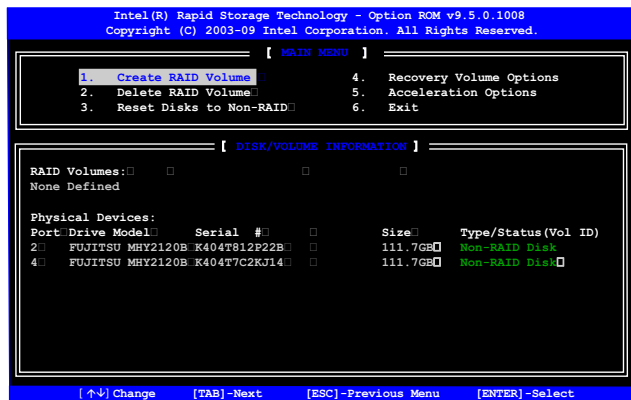 Intel(R) Rapid Storage Technology - Option ROM v9.5.0.1008
Copyright (C) 2003-09 Intel Corporation. All Rights Reserved.
[ MAIN MENU ]
1. Create RAID Volume 4. Recovery Volume Options
2. Delete RAID Volume 5. Acceleration Options
3. Reset Disks to Non-RAID 6. Exit
[ DISK/VOLUME INFORMATION ]
RAID Volumes:
None Defined
Physical Devices:
Port Drive Model Serial # Size Type/Status(Vol ID)
2 FUJITSU MHY2120B K404T812P22B 111.7GB Non-RAID Disk
4 FUJITSU MHY2120B K404T7C2KJ14 111.7GB Non-RAID Disk
[↑↓]Change [TAB]-Next [ESC]-Previous Menu [ENTER]-Select